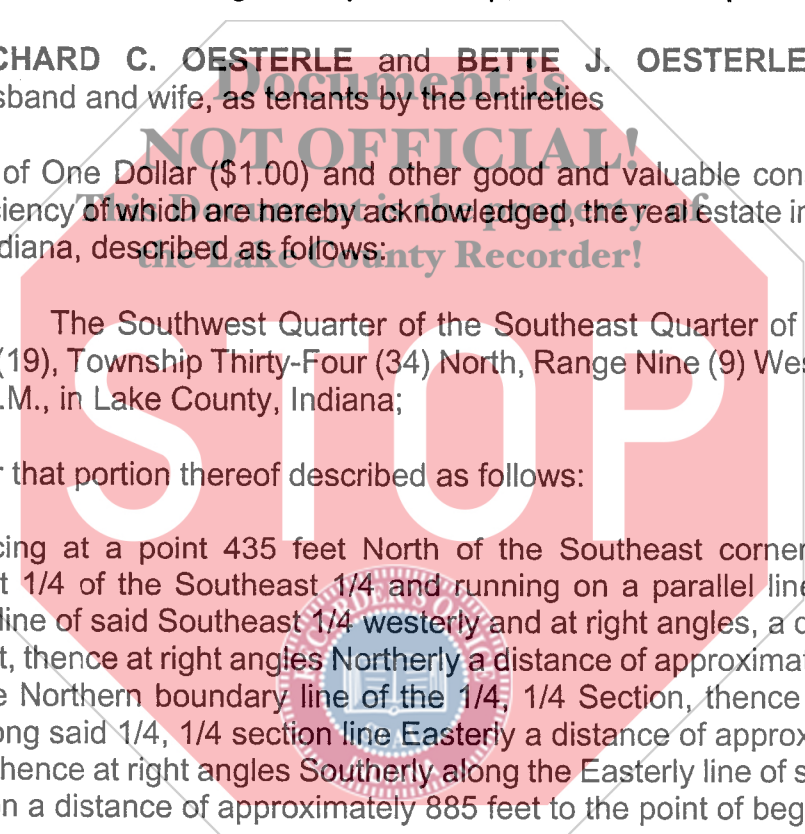 CHARD C. OESTERLE and BETTE J. OESTERLE
sband and wife, as tenants by the entireties
Document is
NOT OFFICIAL!
This Document is the property of
the Lake County Recorder!
of One Dollar ($1.00) and other good and valuable con
ciency of which are hereby acknowledged, the real estate in
diana, described as follows:
The Southwest Quarter of the Southeast Quarter of
(19), Township Thirty-Four (34) North, Range Nine (9) Wes
.M., in Lake County, Indiana;
STOP
r that portion thereof described as follows:
cing at a point 435 feet North of the Southeast corner
t 1/4 of the Southeast 1/4 and running on a parallel line
line of said Southeast 1/4 westerly and at right angles, a d
t, thence at right angles Northerly a distance of approximat
e Northern boundary line of the 1/4, 1/4 Section, thence
ong said 1/4, 1/4 section line Easterly a distance of approx
hence at right angles Southerly along the Easterly line of s
on a distance of approximately 885 feet to the point of beg
RECORDER'S OFFICE
INDIANA